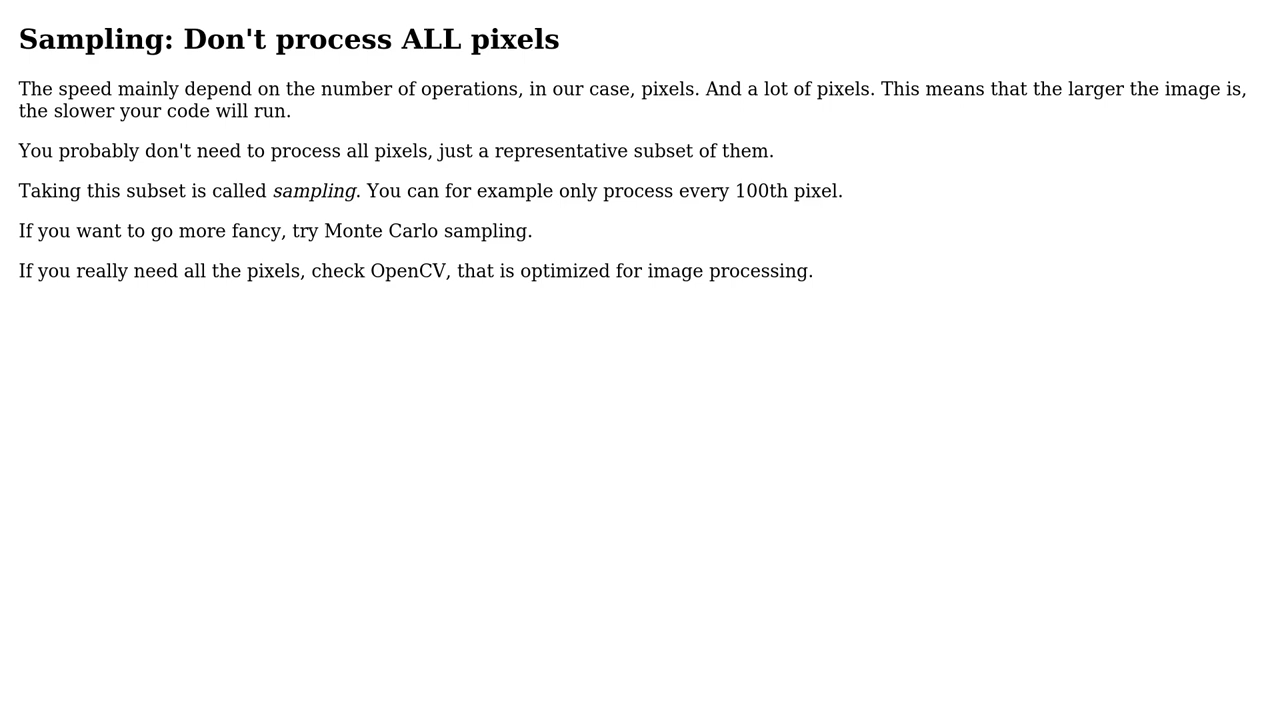 Sampling: Don't process ALL pixels
The speed mainly depend on the number of operations, in our case, pixels. And a lot of pixels. This means that the larger the image is,
the slower your code will run.
You probably don't need to process all pixels, just a representative subset of them.
Taking this subset is called sampling. You can for example only process every 100th pixel.
If you want to go more fancy, try Monte Carlo sampling.
If you really need all the pixels, check OpenCV, that is optimized for image processing.